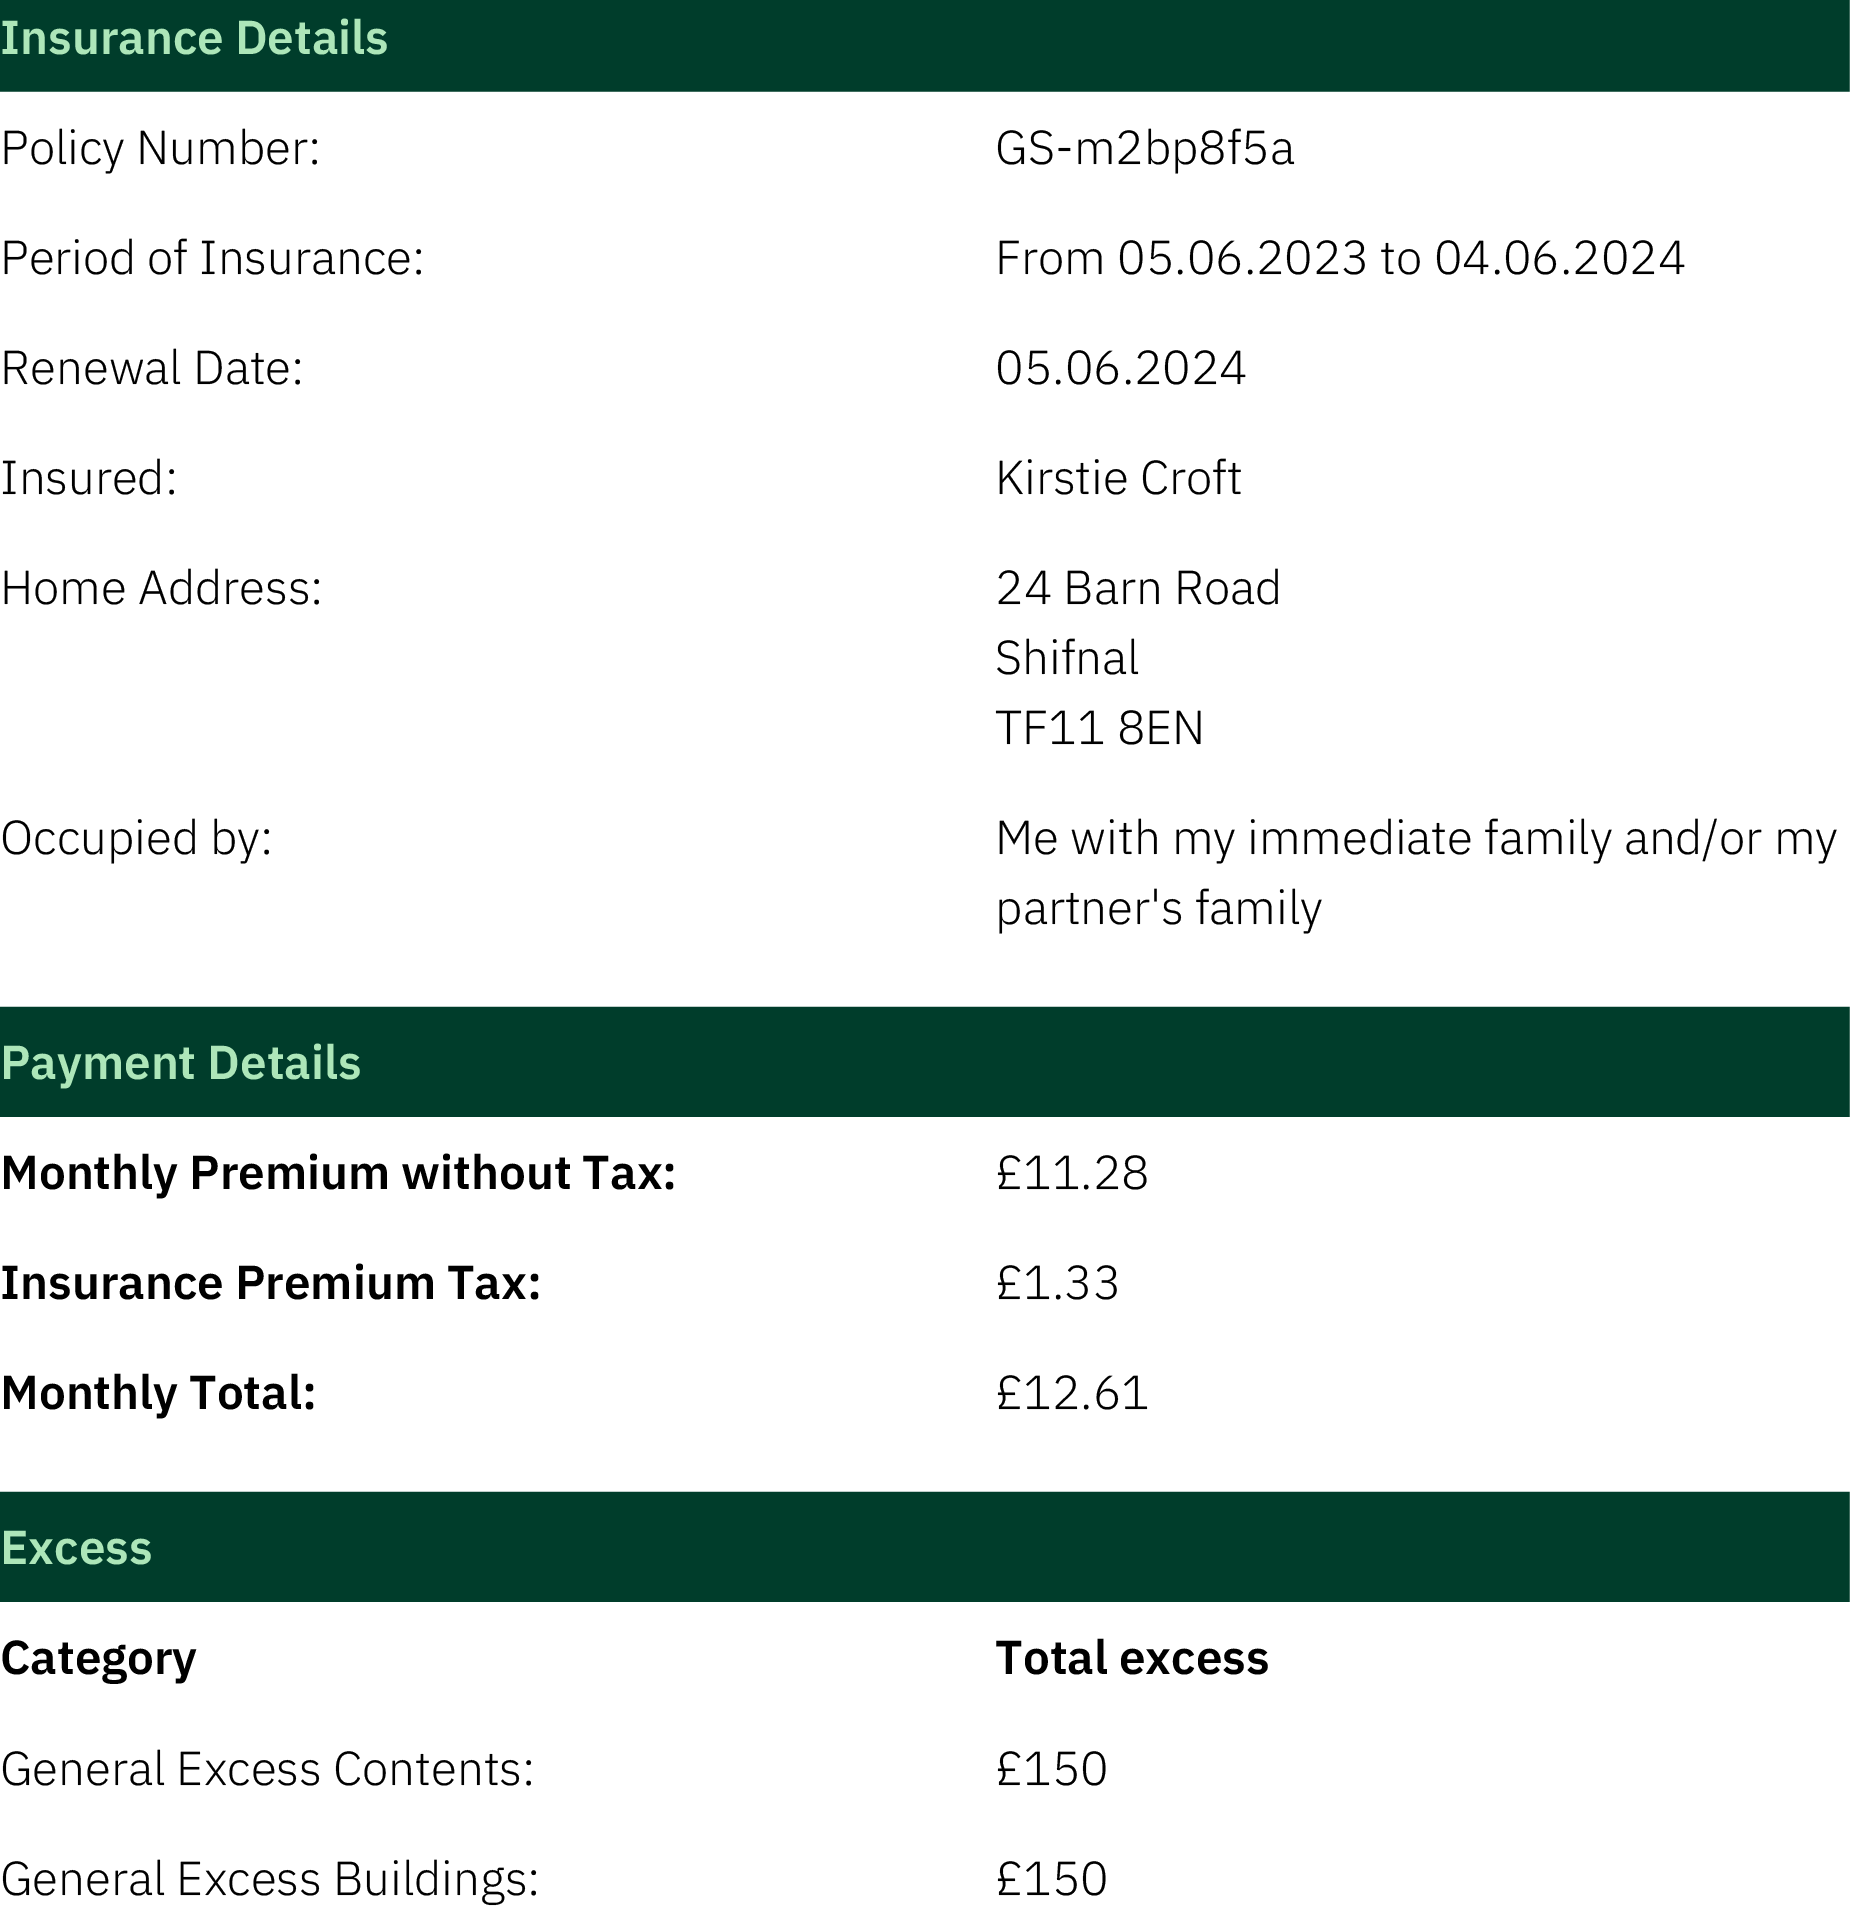 Insurance Details
Policy Number: GS-m2bp8f5a
Period of Insurance: From 05.06.2023 to 04.06.2024
Renewal Date: 05.06.2024
Insured: Kirstie Croft
Home Address: 24 Barn Road
Shifnal
TF11 8EN
Occupied by: Me with my immediate family and/or my
partner's family
Payment Details
Monthly Premium without Tax: £11.28
Insurance Premium Tax: £1.33
Monthly Total: £12.61
Excess
Category Total excess
General Excess Contents: £150
General Excess Buildings: £150